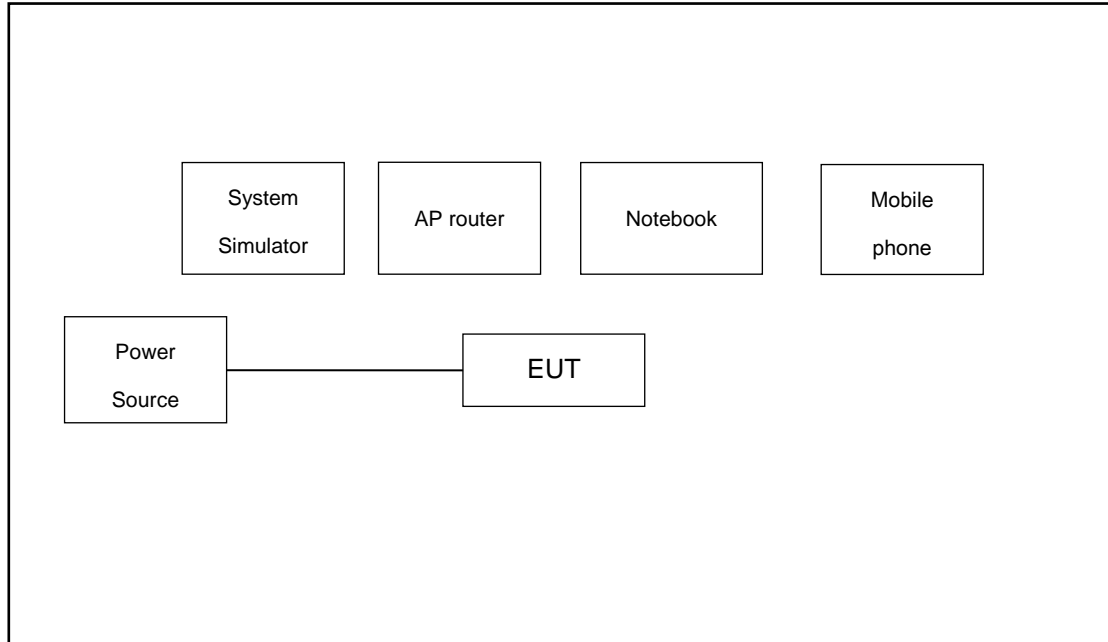 System
Simulator
AP router
Notebook
Mobile
phone
Power
Source
EUT